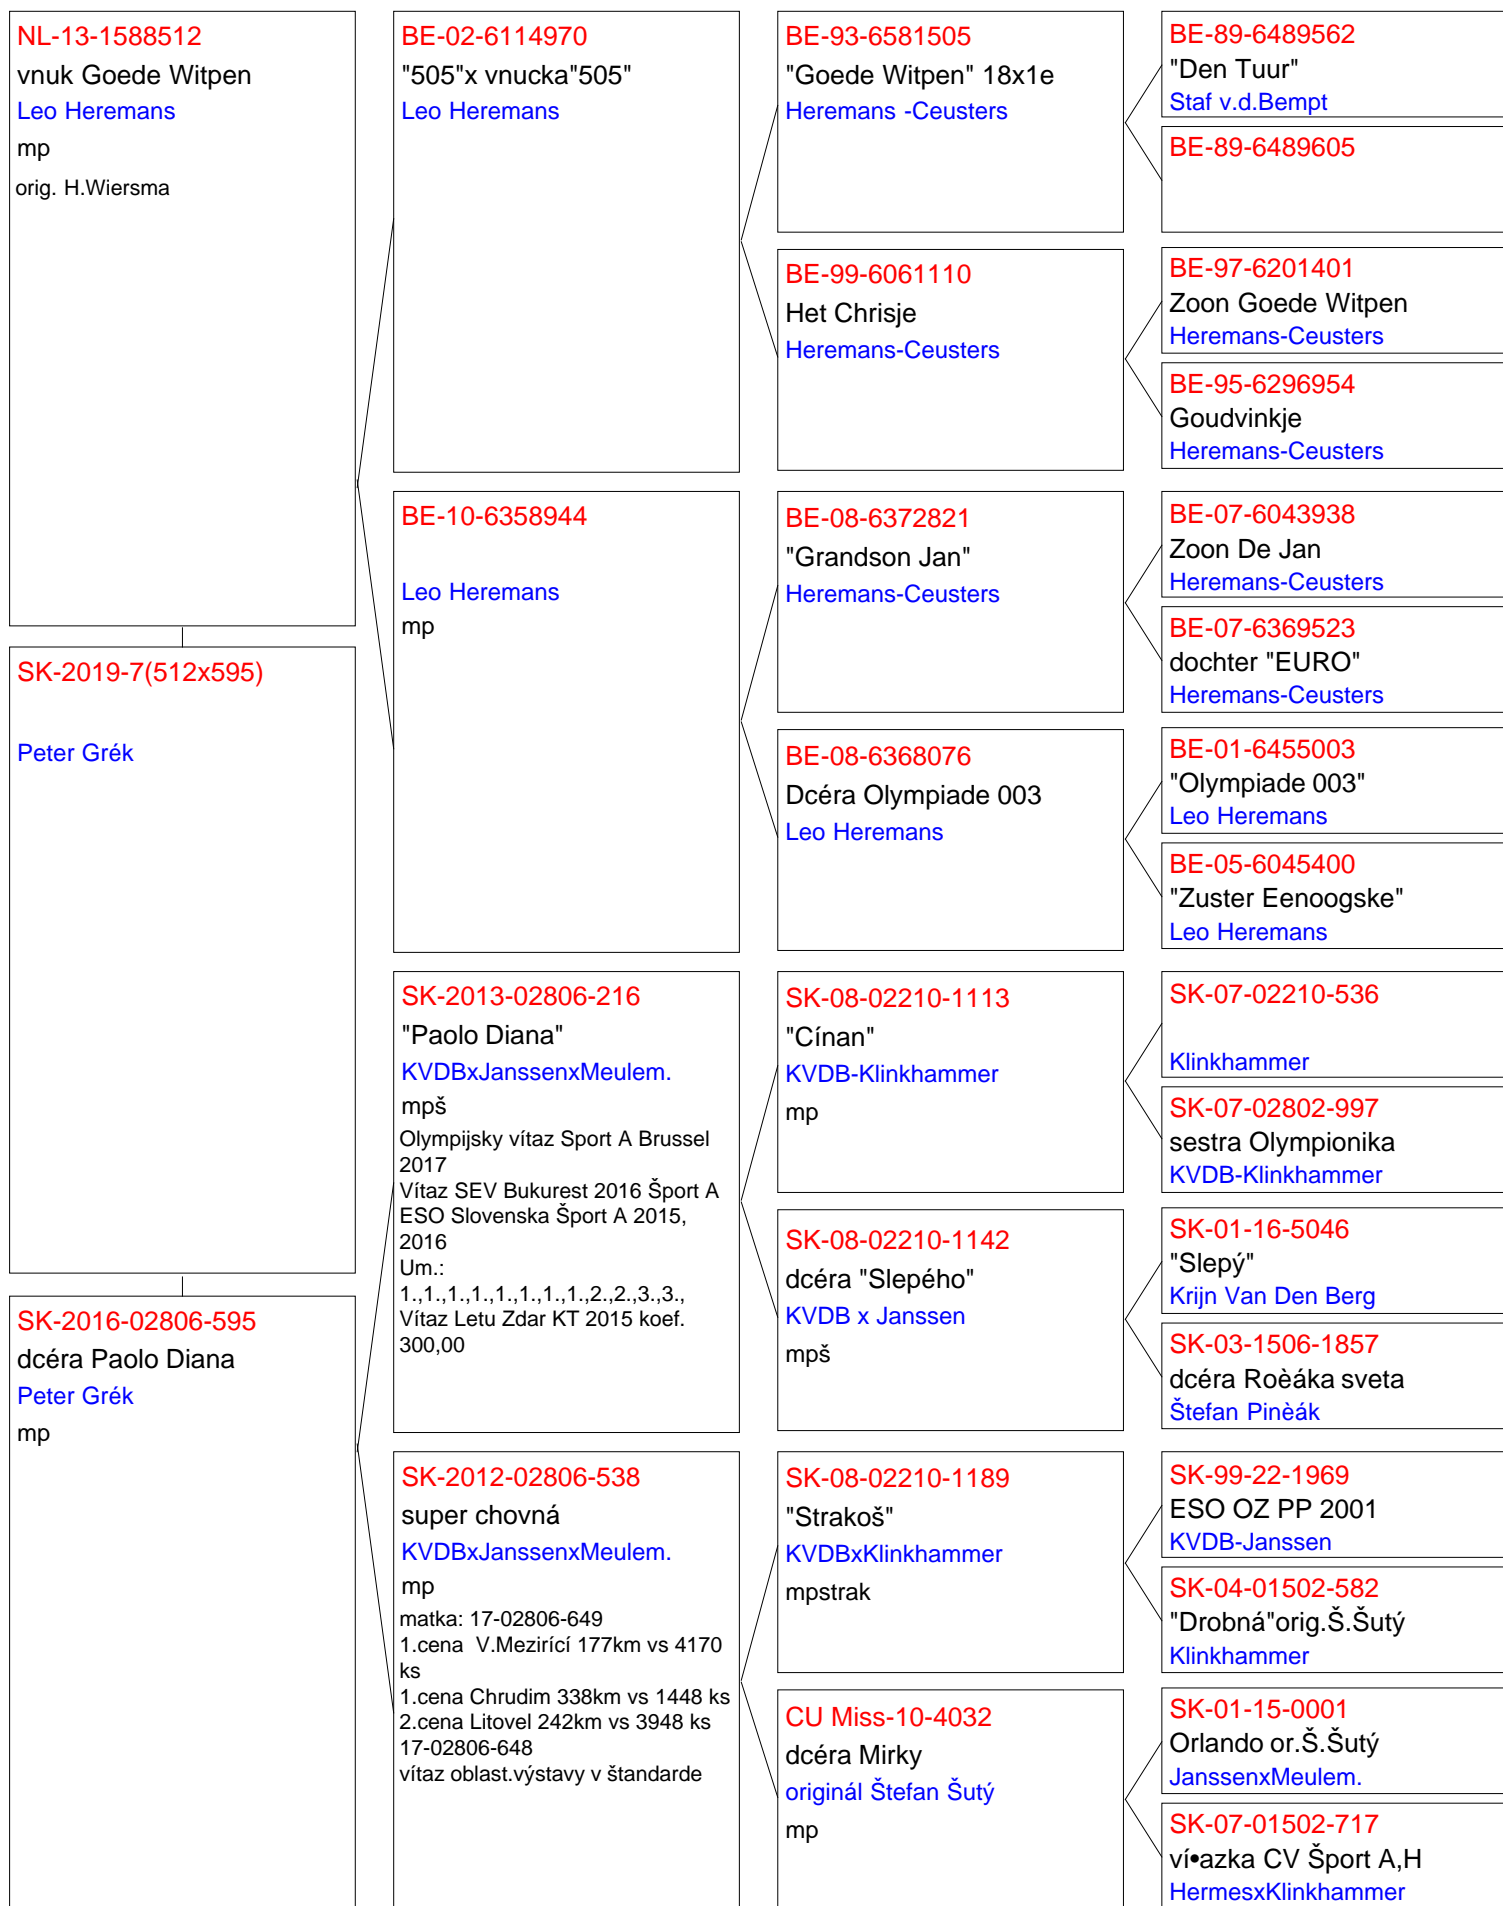 NL-13-1588512
vnuk Goede Witpen
Leo Heremans
mp
orig. H.Wiersma
SK-2019-7(512x595)
Peter Grék
SK-2016-02806-595
dcéra Paolo Diana
Peter Grék
mp
BE-02-6114970
"505"x vnucka"505"
Leo Heremans
BE-10-6358944
Leo Heremans
mp
SK-2013-02806-216
"Paolo Diana"
KVDBxJanssenxMeulem.
mpš
Olympijsky vítaz Sport A Brussel
2017
Vítaz SEV Bukurest 2016 Šport A
ESO Slovenska Šport A 2015,
2016
Um.:
1.,1.,1.,1.,1.,1.,1.,1.,2.,2.,3.,3.,
Vítaz Letu Zdar KT 2015 koef.
300,00
SK-2012-02806-538
super chovná
KVDBxJanssenxMeulem.
mp
matka: 17-02806-649
1.cena  V.Mezirící 177km vs 4170
ks
1.cena Chrudim 338km vs 1448 ks
2.cena Litovel 242km vs 3948 ks
17-02806-648
vítaz oblast.výstavy v štandarde
BE-93-6581505
"Goede Witpen" 18x1e
Heremans -Ceusters
BE-99-6061110
Het Chrisje
Heremans-Ceusters
BE-08-6372821
"Grandson Jan"
Heremans-Ceusters
BE-08-6368076
Dcéra Olympiade 003
Leo Heremans
SK-08-02210-1113
"Cínan"
KVDB-Klinkhammer
mp
SK-08-02210-1142
dcéra "Slepého"
KVDB x Janssen
mpš
SK-08-02210-1189
"Strakoš"
KVDBxKlinkhammer
mpstrak
CU Miss-10-4032
dcéra Mirky
originál Štefan Šutý
mp
BE-89-6489562
"Den Tuur"
Staf v.d.Bempt
BE-89-6489605
BE-97-6201401
Zoon Goede Witpen
Heremans-Ceusters
BE-95-6296954
Goudvinkje
Heremans-Ceusters
BE-07-6043938
Zoon De Jan
Heremans-Ceusters
BE-07-6369523
dochter "EURO"
Heremans-Ceusters
BE-01-6455003
"Olympiade 003"
Leo Heremans
BE-05-6045400
"Zuster Eenoogske"
Leo Heremans
SK-07-02210-536
Klinkhammer
SK-07-02802-997
sestra Olympionika
KVDB-Klinkhammer
SK-01-16-5046
"Slepý"
Krijn Van Den Berg
SK-03-1506-1857
dcéra Roèáka sveta
Štefan Pinèák
SK-99-22-1969
ESO OZ PP 2001
KVDB-Janssen
SK-04-01502-582
"Drobná"orig.Š.Šutý
Klinkhammer
SK-01-15-0001
Orlando or.Š.Šutý
JanssenxMeulem.
SK-07-01502-717
ví•azka CV Šport A,H
HermesxKlinkhammer